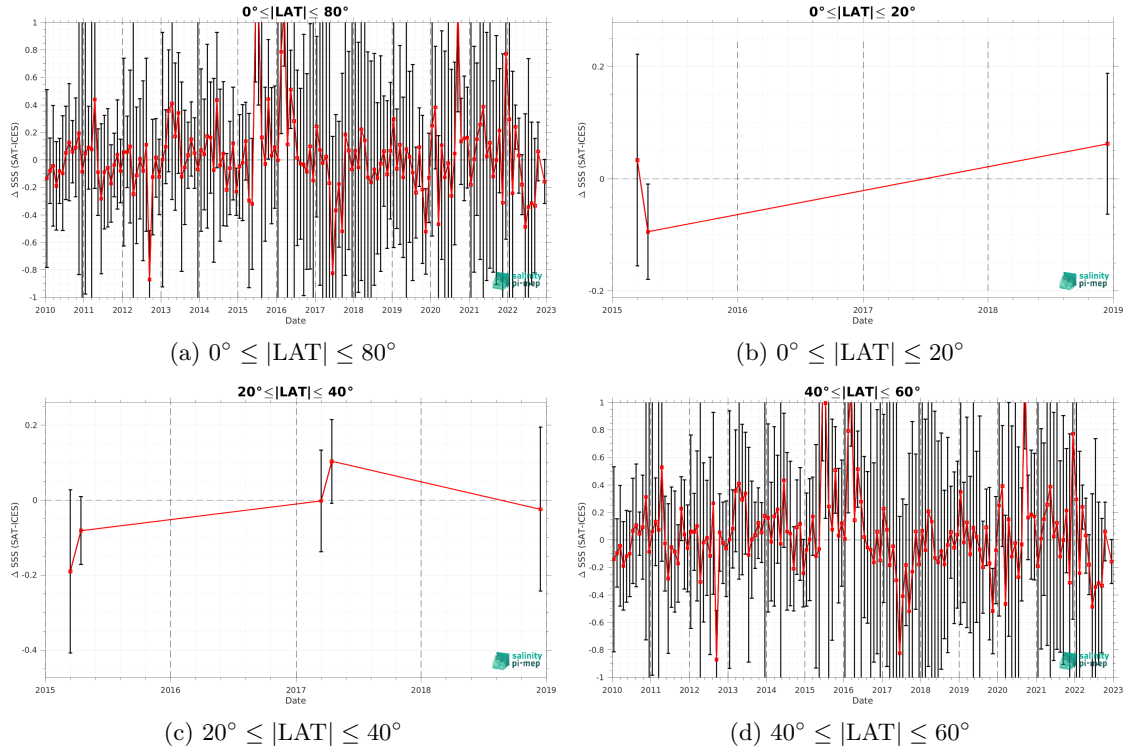 0°≤|LAT|≤ 80°
Δ SSS (SAT-ICES)
1
0.8
0.6
0.4
0.2
0
-0.2
-0.4
-0.6
-0.8
-1
2010 2011 2012 2013 2014 2015 2016 2017 2018 2019 2020 2021 2022 2023
Date
salinity
pi-mep
(a) 0° ≤ |LAT| ≤ 80°
0°≤|LAT|≤ 20°
Δ SSS (SAT-ICES)
0.2
0.1
0
-0.1
-0.2
2015 2016 2017 2018 2019
Date
salinity
pi-mep
(b) 0° ≤ |LAT| ≤ 20°
20°≤|LAT|≤ 40°
Δ SSS (SAT-ICES)
0.2
0
-0.2
-0.4
2015 2016 2017 2018 2019
Date
salinity
pi-mep
(c) 20° ≤ |LAT| ≤ 40°
40°≤|LAT|≤ 60°
Δ SSS (SAT-ICES)
1
0.8
0.6
0.4
0.2
0
-0.2
-0.4
-0.6
-0.8
-1
2010 2011 2012 2013 2014 2015 2016 2017 2018 2019 2020 2021 2022 2023
Date
salinity
pi-mep
(d) 40° ≤ |LAT| ≤ 60°